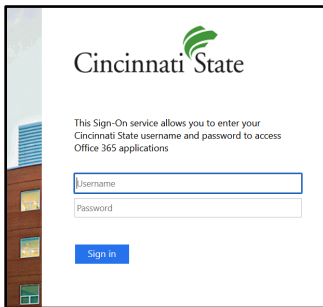 Cincinnati State
This Sign-On service allows you to enter your
Cincinnati State username and password to access
Office 365 applications
Username
Password
Sign in